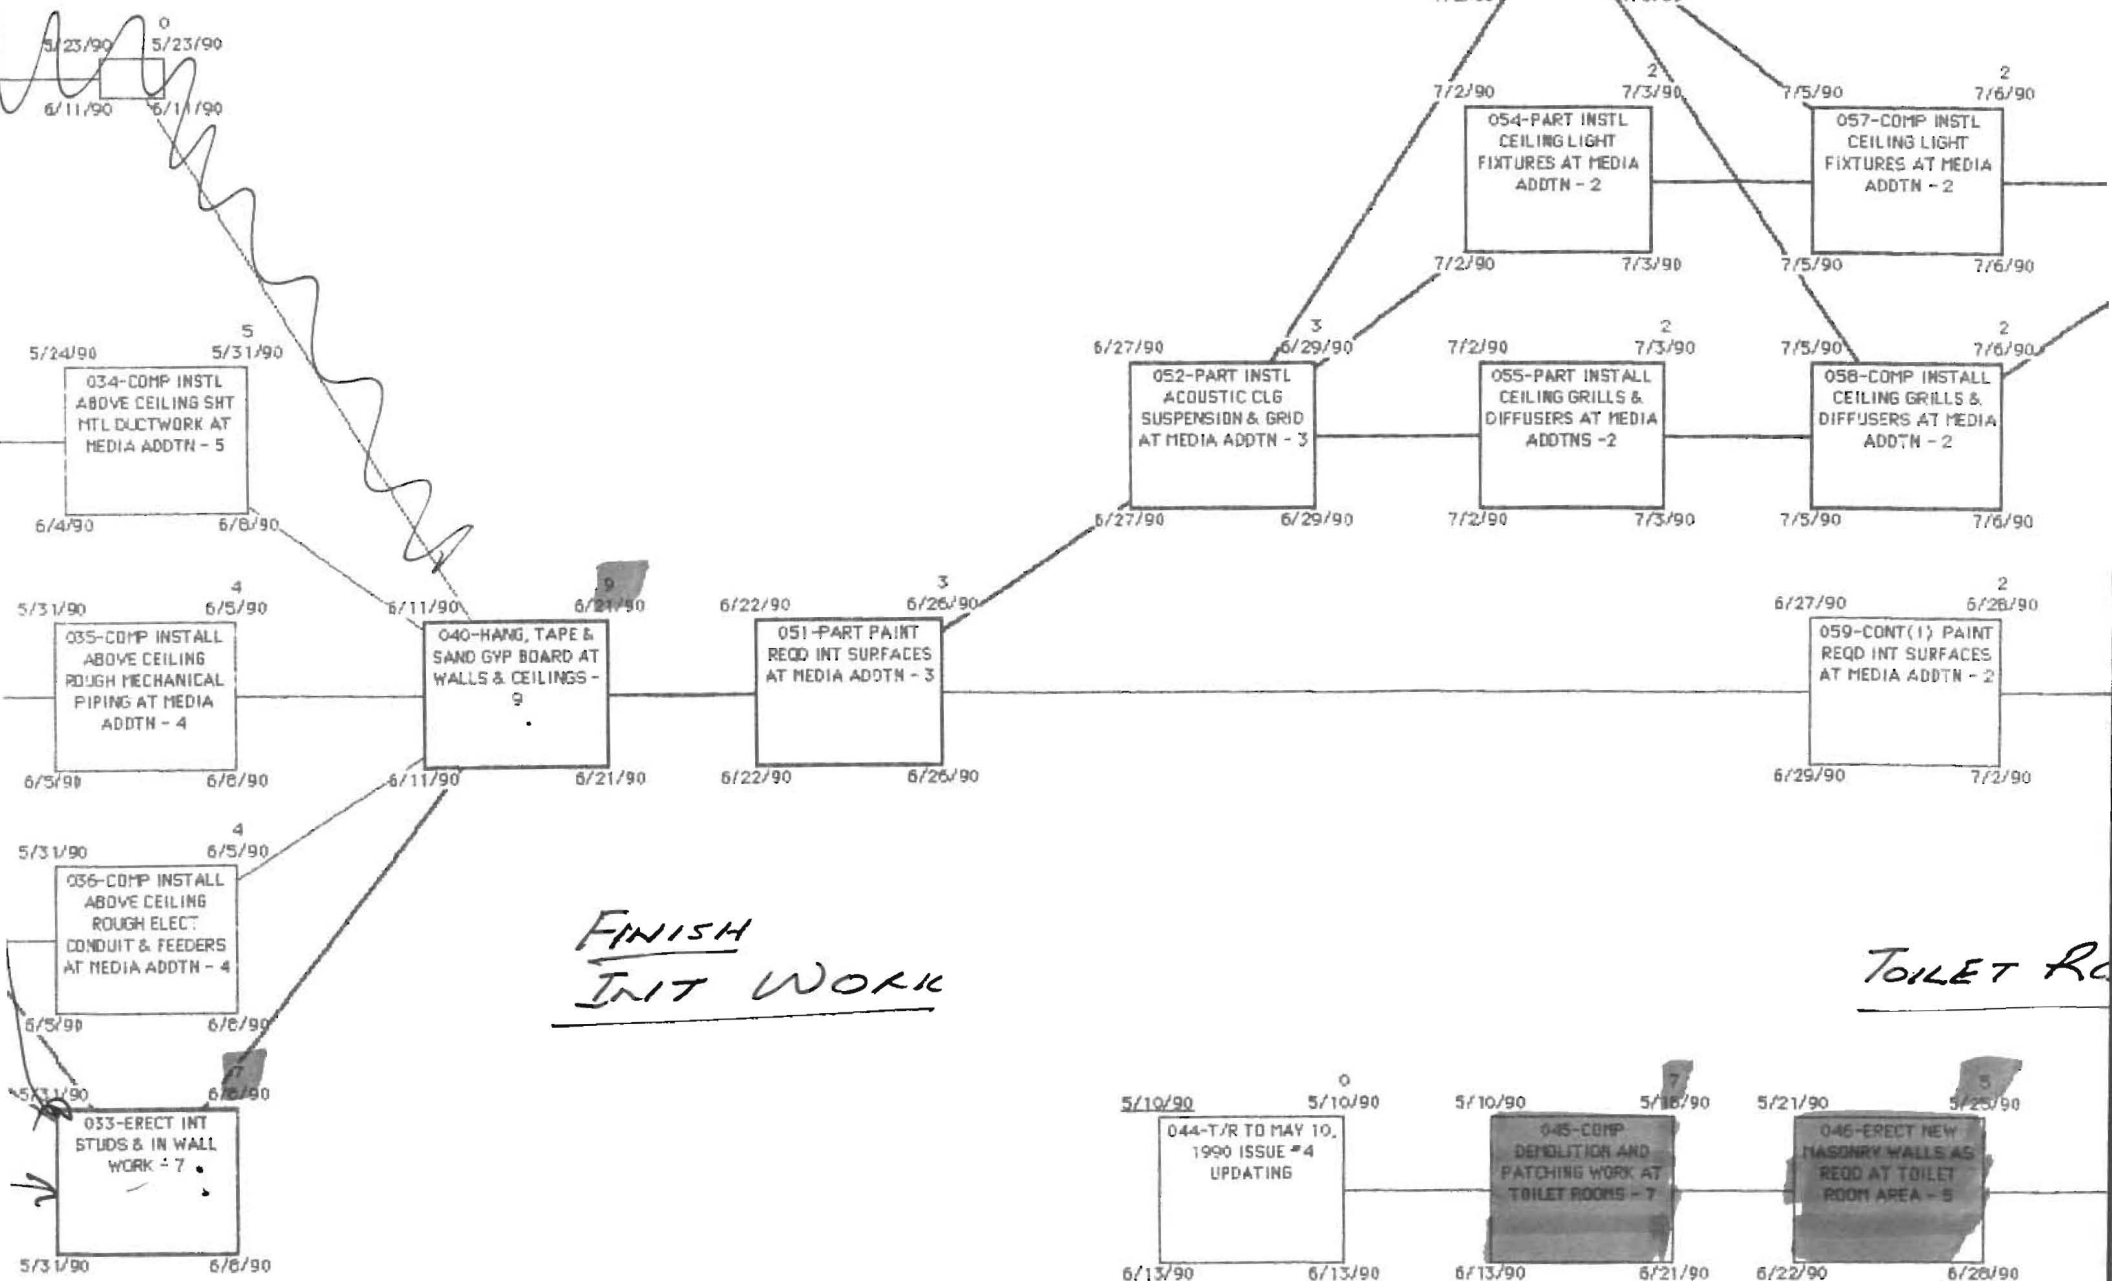 0
5/23/90 5/23/90
6/11/90 6/11/90
2
7/2/90 7/3/90
054-PART INSTL
CEILING LIGHT
FIXTURES AT MEDIA
ADDTN - 2
7/2/90 7/3/90
2
7/5/90 7/6/90
057-COMP INSTL
CEILING LIGHT
FIXTURES AT MEDIA
ADDTN - 2
7/5/90 7/6/90
5
5/24/90 5/31/90
034-COMP INSTL
ABOVE CEILING SHT
MTL DUCTWORK AT
MEDIA ADDTN - 5
6/4/90 6/8/90
3
6/27/90 6/29/90
052-PART INSTL
ACOUSTIC CLG
SUSPENSION & GRID
AT MEDIA ADDTN - 3
6/27/90 6/29/90
2
7/2/90 7/3/90
055-PART INSTALL
CEILING GRILLS &
DIFFUSERS AT MEDIA
ADDTNS -2
7/2/90 7/3/90
2
7/5/90 7/6/90
058-COMP INSTALL
CEILING GRILLS &
DIFFUSERS AT MEDIA
ADDTN - 2
7/5/90 7/6/90
4
5/31/90 6/5/90
035-COMP INSTALL
ABOVE CEILING
ROUGH MECHANICAL
PIPING AT MEDIA
ADDTN - 4
6/5/90 6/8/90
9
6/11/90 6/21/90
040-HANG, TAPE &
SAND GYP BOARD AT
WALLS & CEILINGS -
9
6/11/90 6/21/90
3
6/22/90 6/26/90
051-PART PAINT
REQD INT SURFACES
AT MEDIA ADDTN - 3
6/22/90 6/26/90
2
6/27/90 6/28/90
059-CONT(1) PAINT
REQD INT SURFACES
AT MEDIA ADDTN - 2
6/29/90 7/2/90
4
5/31/90 6/5/90
036-COMP INSTALL
ABOVE CEILING
ROUGH ELECT
CONDUIT & FEEDERS
AT MEDIA ADDTN - 4
6/5/90 6/8/90
FINISH
INT WORK
TOILET
7
5/31/90 6/8/90
033-ERECT INT
STUDS & IN WALL
WORK - 7
5/31/90 6/8/90
0
5/10/90 5/10/90
044-T/R TO MAY 10,
1990 ISSUE #4
UPDATING
6/13/90 6/13/90
7
5/10/90 5/18/90
045-COMP
DEMOLITION AND
PATCHING WORK AT
TOILET ROOMS - 7
6/13/90 6/21/90
5
5/21/90 5/25/90
046-ERECT NEW
MASONRY WALLS AS
REQD AT TOILET
ROOM AREA - 5
6/22/90 6/28/90